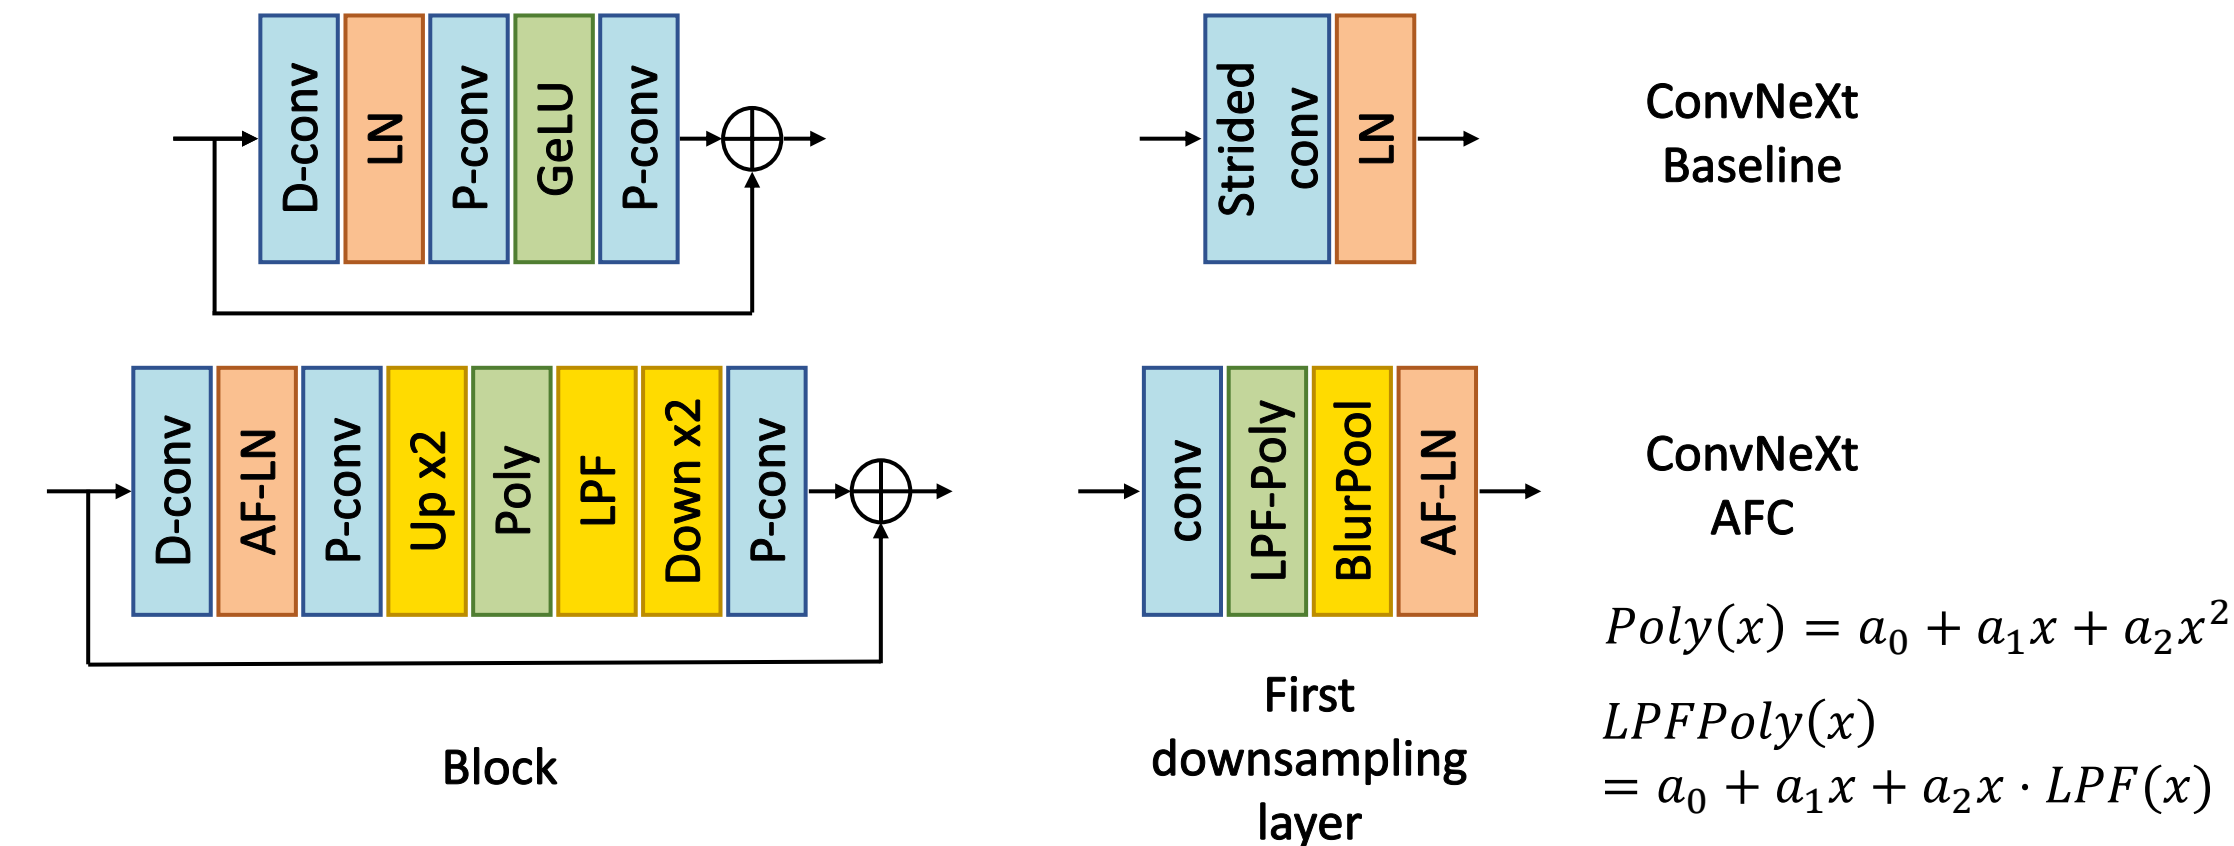 D-conv
LN
P-conv
GeLU
P-conv
Strided
conv
LN
ConvNeXt
Baseline
D-conv
AF-LN
P-conv
Up x2
Poly
LPF
Down x2
P-conv
conv
LPF-Poly
BlurPool
AF-LN
ConvNeXt
AFC
Block
First
downsampling
layer
Poly(x) = a₀ + a₁x + a₂x²
LPFPoly(x)
= a₀ + a₁x + a₂x · LPF(x)